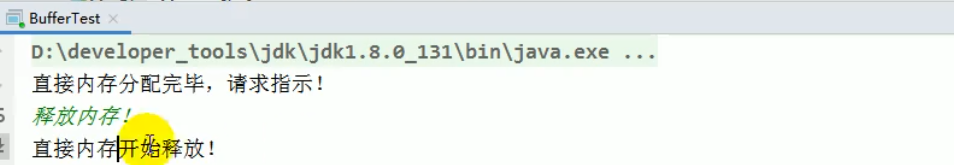 BufferTest
D:\developer_tools\jdk\jdk1.8.0_131\bin\java.exe ...
直接内存分配完毕，请求指示！
释放内存！
直接内存开始释放！